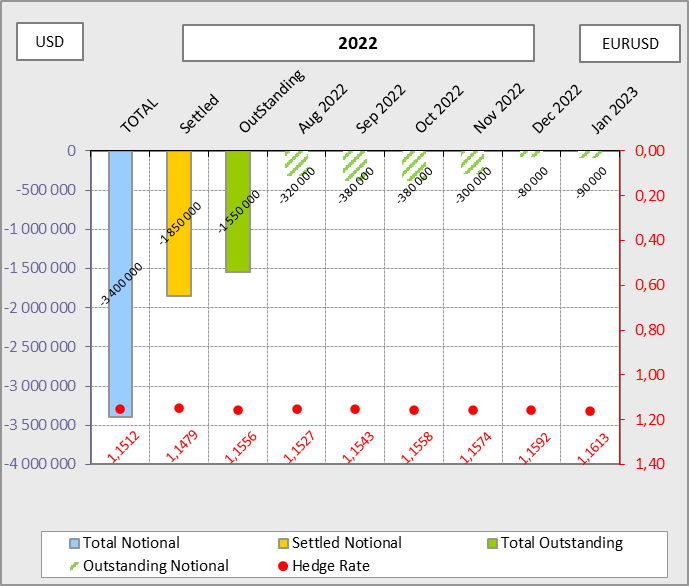 USD
2022
EURUSD
TOTAL
Settled
OutStanding
Aug 2022
Sep 2022
Oct 2022
Nov 2022
Dec 2022
Jan 2023
0
-500 000
-1 000 000
-1 500 000
-2 000 000
-2 500 000
-3 000 000
-3 500 000
-4 000 000
-3 400 000
-1 850 000
-1 550 000
-320 000
-380 000
-380 000
-300 000
-80 000
-90 000
0,00
0,20
0,40
0,60
0,80
1,00
1,20
1,40
1,1512
1,1479
1,1556
1,1527
1,1543
1,1558
1,1574
1,1592
1,1613
Total Notional
Settled Notional
Total Outstanding
Outstanding Notional
Hedge Rate